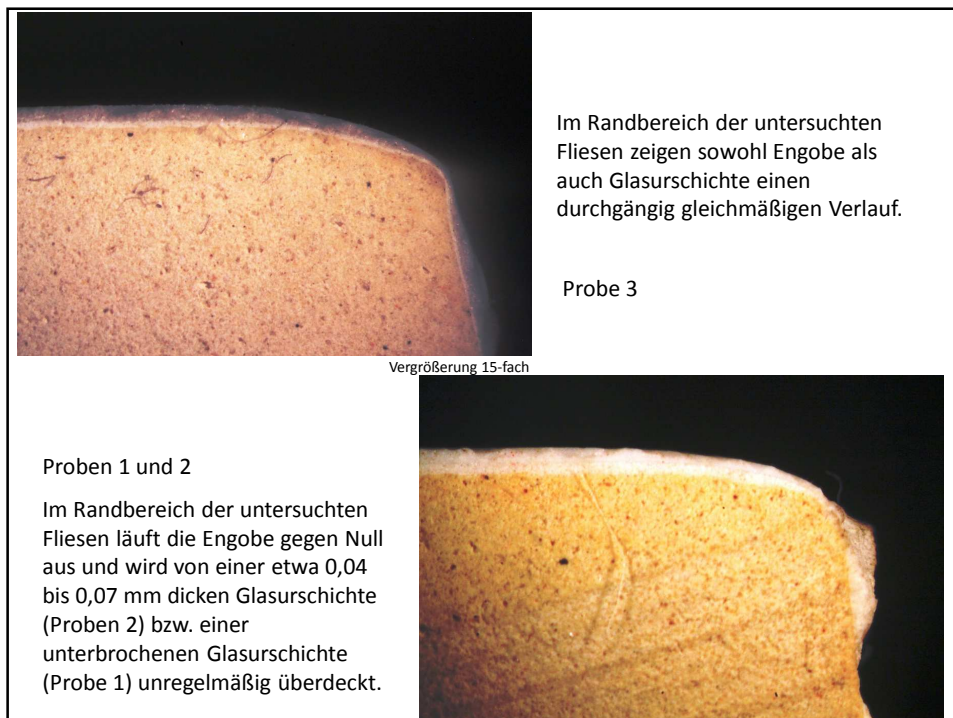 Im Randbereich der untersuchten
Fliesen zeigen sowohl Engobe als
auch Glasurschichte einen
durchgängig gleichmäßigen Verlauf.
Probe 3
Vergrößerung 15-fach
Proben 1 und 2
Im Randbereich der untersuchten
Fliesen läuft die Engobe gegen Null
aus und wird von einer etwa 0,04
bis 0,07 mm dicken Glasurschichte
(Proben 2) bzw. einer
unterbrochenen Glasurschichte
(Probe 1) unregelmäßig überdeckt.